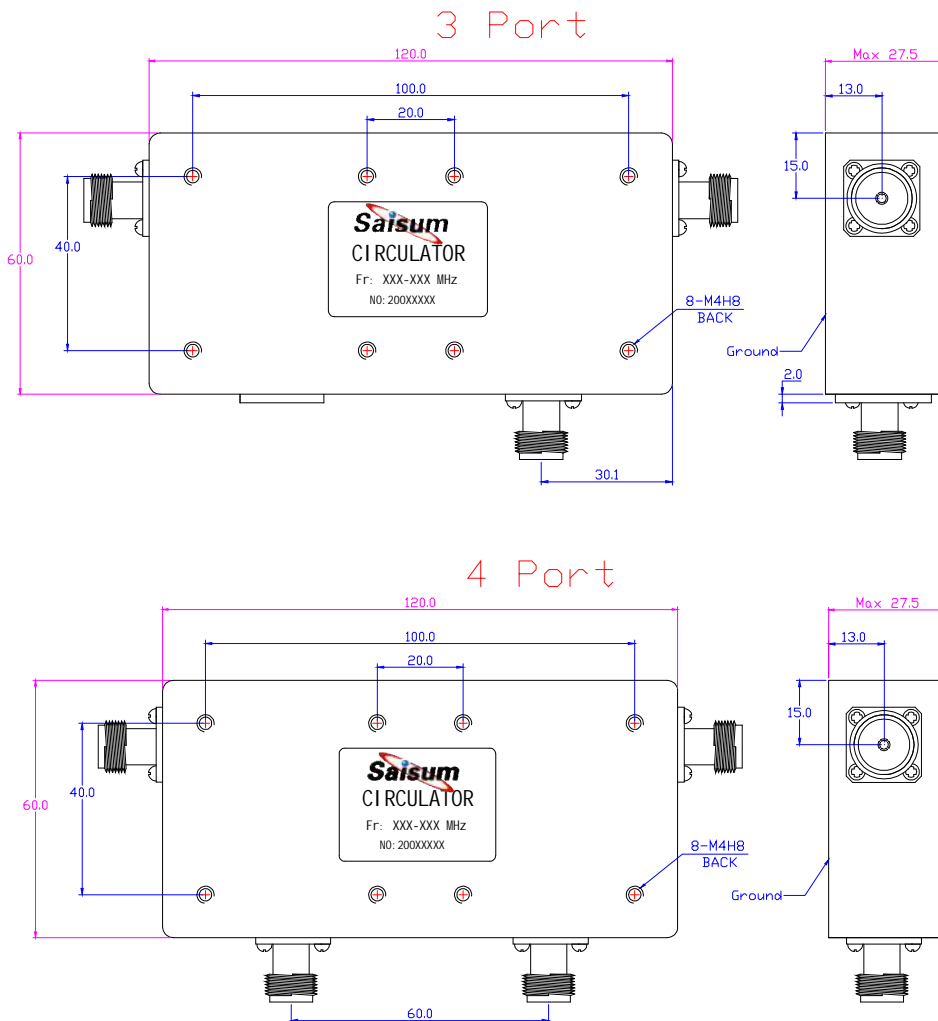 3 Port
120.0
Max 27.5
100.0
13.0
20.0
15.0
40.0
60.0
Saisum
CIRCULATOR
Fr: XXX-XXX MHz
NO:200XXXXX
8-M4H8
BACK
Ground
2.0
30.1
4 Port
120.0
Max 27.5
100.0
13.0
20.0
15.0
40.0
60.0
Saisum
CIRCULATOR
Fr: XXX-XXX MHz
NO:200XXXXX
8-M4H8
BACK
Ground
60.0